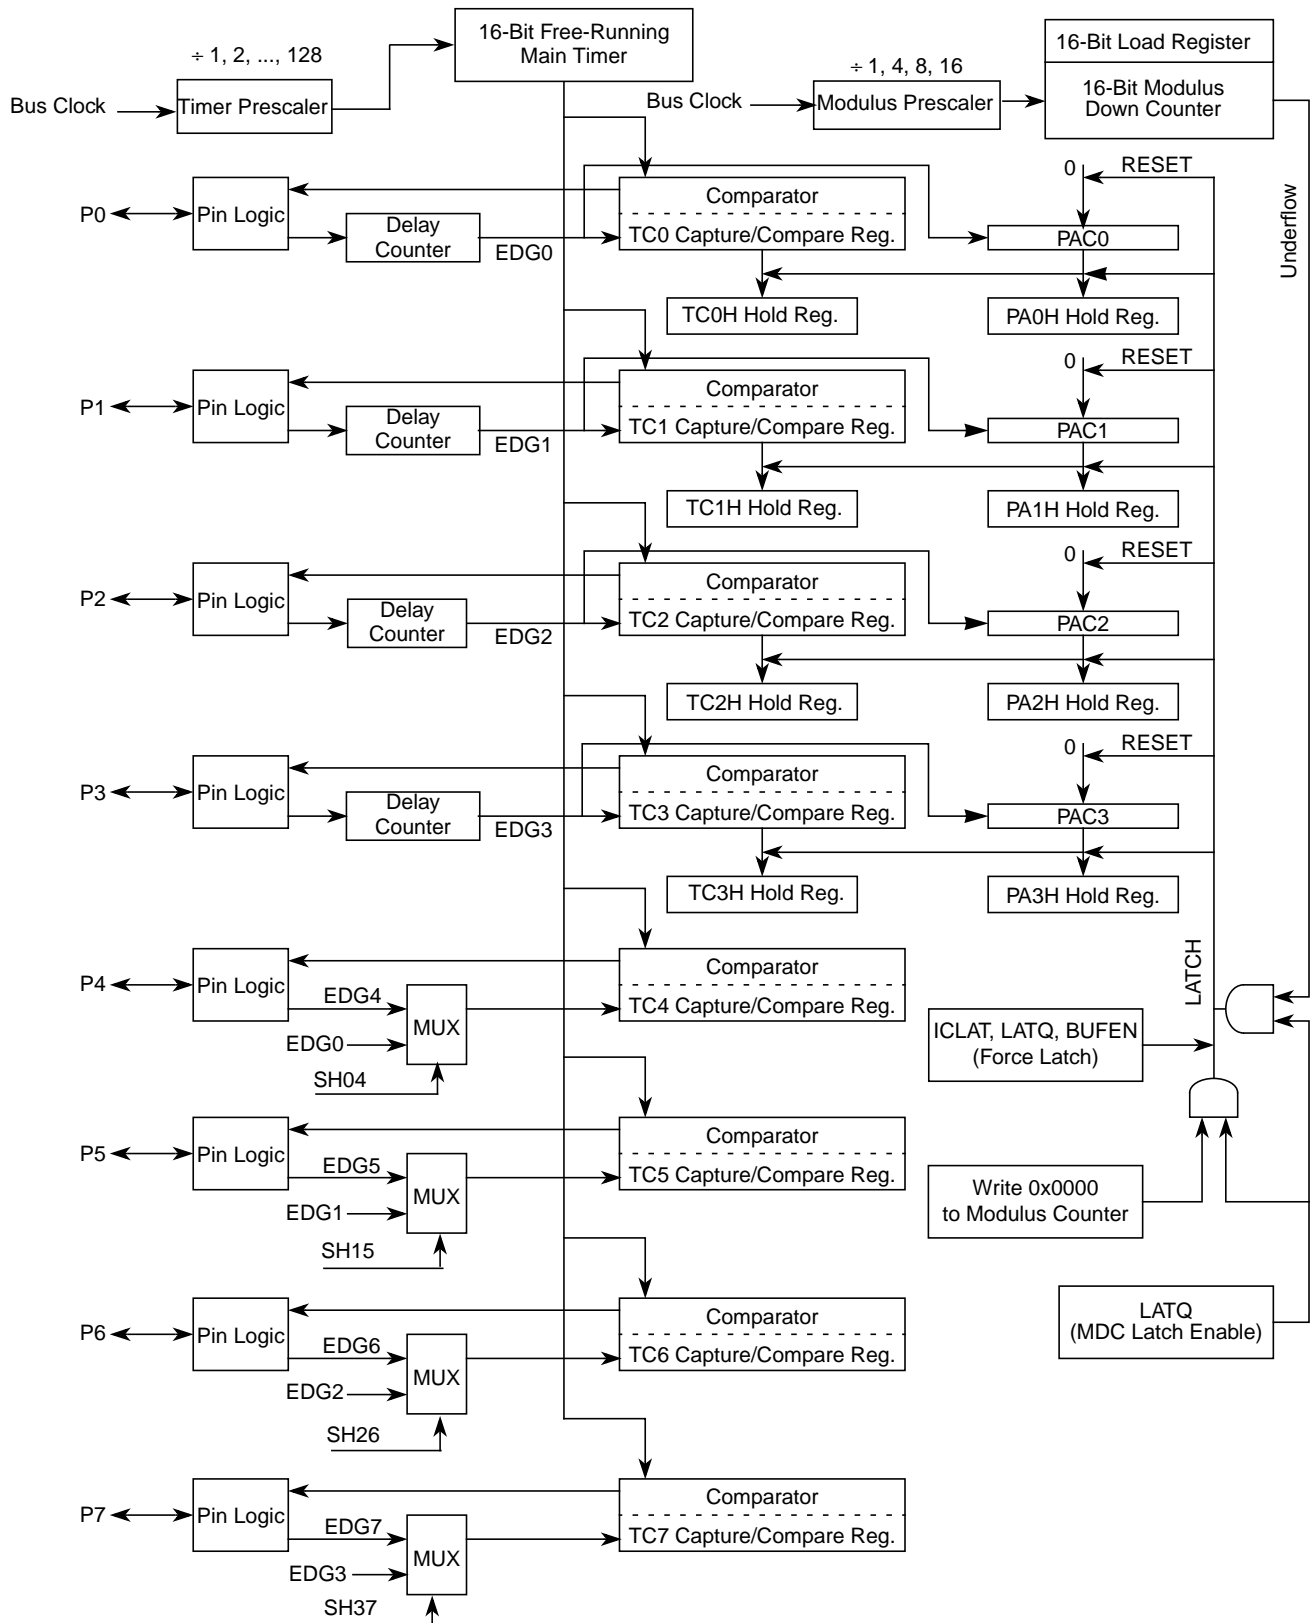 16-Bit Free-Running
Main Timer
16-Bit Load Register
16-Bit Modulus
Down Counter
÷ 1, 2, ..., 128
Bus Clock
Timer Prescaler
÷ 1, 4, 8, 16
Bus Clock
Modulus Prescaler
Underflow
P0
Pin Logic
Delay
Counter
EDG0
Comparator
TC0 Capture/Compare Reg.
0
RESET
PAC0
TC0H Hold Reg.
PA0H Hold Reg.
P1
Pin Logic
Delay
Counter
EDG1
Comparator
TC1 Capture/Compare Reg.
0
RESET
PAC1
TC1H Hold Reg.
PA1H Hold Reg.
P2
Pin Logic
Delay
Counter
EDG2
Comparator
TC2 Capture/Compare Reg.
0
RESET
PAC2
TC2H Hold Reg.
PA2H Hold Reg.
P3
Pin Logic
Delay
Counter
EDG3
Comparator
TC3 Capture/Compare Reg.
0
RESET
PAC3
TC3H Hold Reg.
PA3H Hold Reg.
P4
Pin Logic
EDG4
EDG0
MUX
SH04
Comparator
TC4 Capture/Compare Reg.
LATCH
ICLAT, LATQ, BUFEN
(Force Latch)
P5
Pin Logic
EDG5
EDG1
MUX
SH15
Comparator
TC5 Capture/Compare Reg.
Write 0x0000
to Modulus Counter
P6
Pin Logic
EDG6
EDG2
MUX
SH26
Comparator
TC6 Capture/Compare Reg.
LATQ
(MDC Latch Enable)
P7
Pin Logic
EDG7
EDG3
MUX
SH37
Comparator
TC7 Capture/Compare Reg.